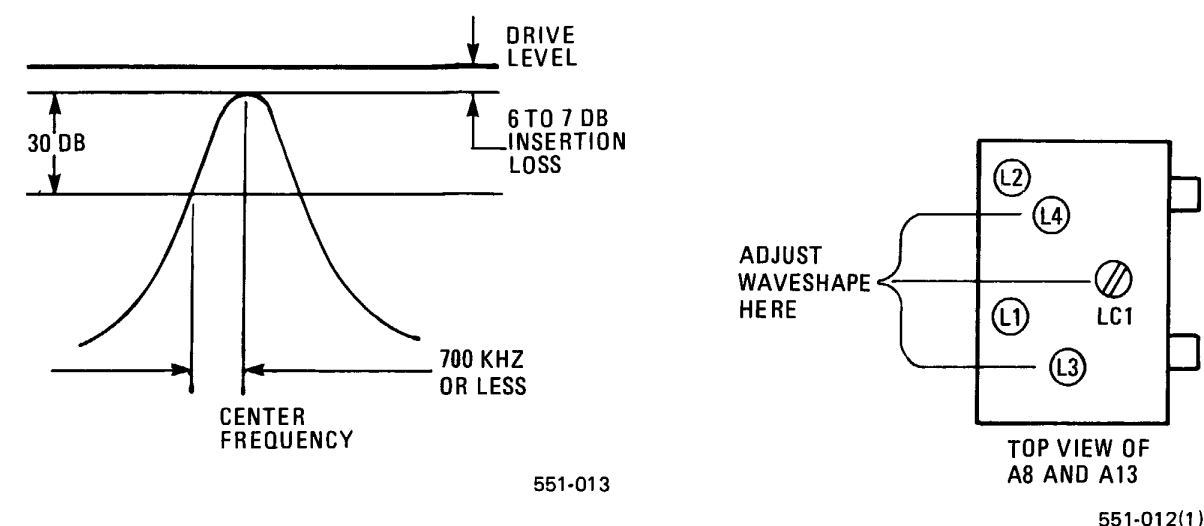 DRIVE
LEVEL
30 DB
6 TO 7 DB
INSERTION
LOSS
700 KHZ
OR LESS
CENTER
FREQUENCY
551-013
L2
L4
ADJUST
WAVESHAPE
HERE
LC1
L1
L3
TOP VIEW OF
A8 AND A13
551-012(1)